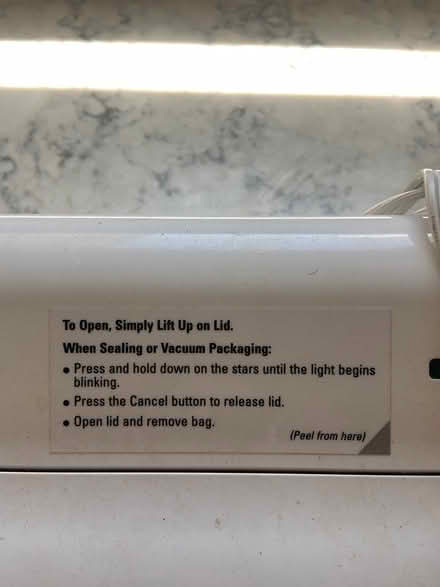 To Open, Simply Lift Up on Lid.
When Sealing or Vacuum Packaging:
● Press and hold down on the stars until the light begins
blinking.
● Press the Cancel button to release lid.
● Open lid and remove bag.
(Peel from here)